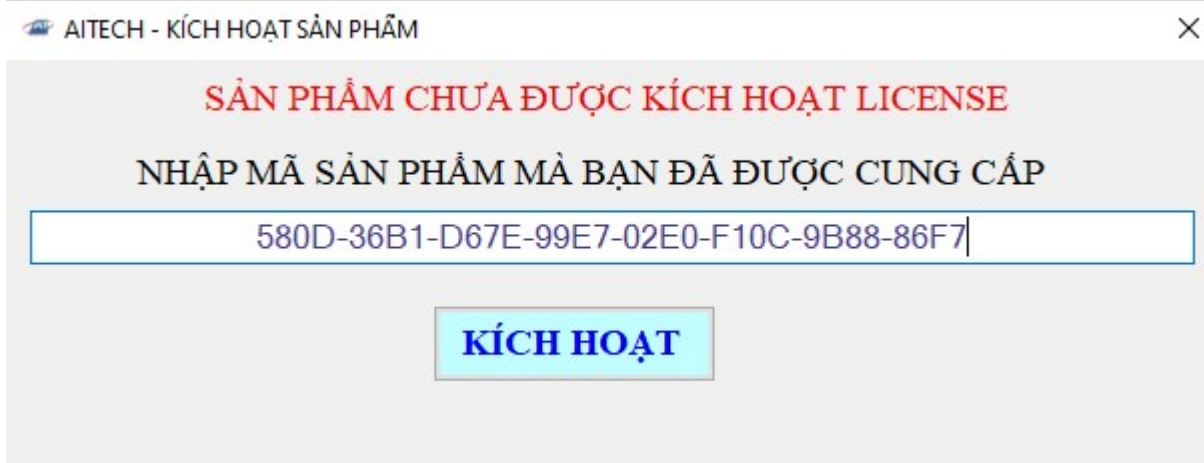 AITECH - KÍCH HOẠT SẢN PHẨM
SẢN PHẨM CHƯA ĐƯỢC KÍCH HOẠT LICENSE
NHẬP MÃ SẢN PHẨM MÀ BẠN ĐÃ ĐƯỢC CUNG CẤP
580D-36B1-D67E-99E7-02E0-F10C-9B88-86F7
KÍCH HOẠT